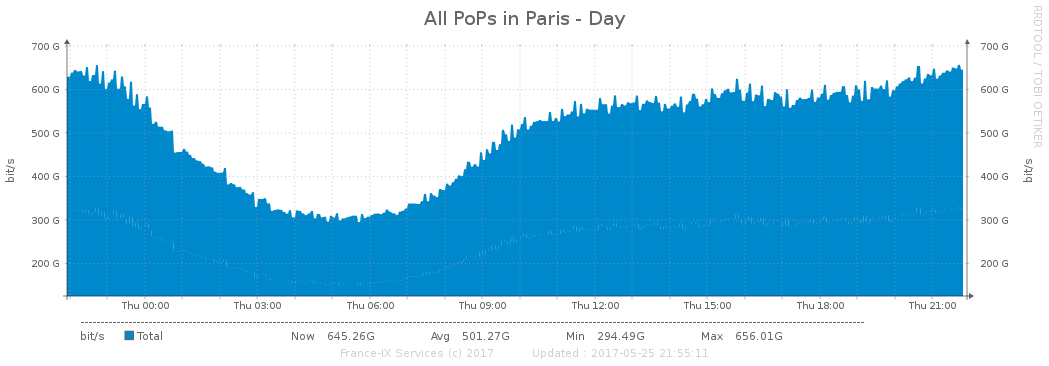 All PoPs in Paris - Day
RRDTOOL / TOBI OETIKER
700 G 700 G
600 G 600 G
500 G 500 G
400 G 400 G
300 G 300 G
200 G 200 G
bit/s
bit/s
Thu 00:00 Thu 03:00 Thu 06:00 Thu 09:00 Thu 12:00 Thu 15:00 Thu 18:00 Thu 21:00
bit/s Total Now 645.26G Avg 501.27G Min 294.49G Max 656.01G
France-IX Services (c) 2017 Updated : 2017-05-25 21:55:11